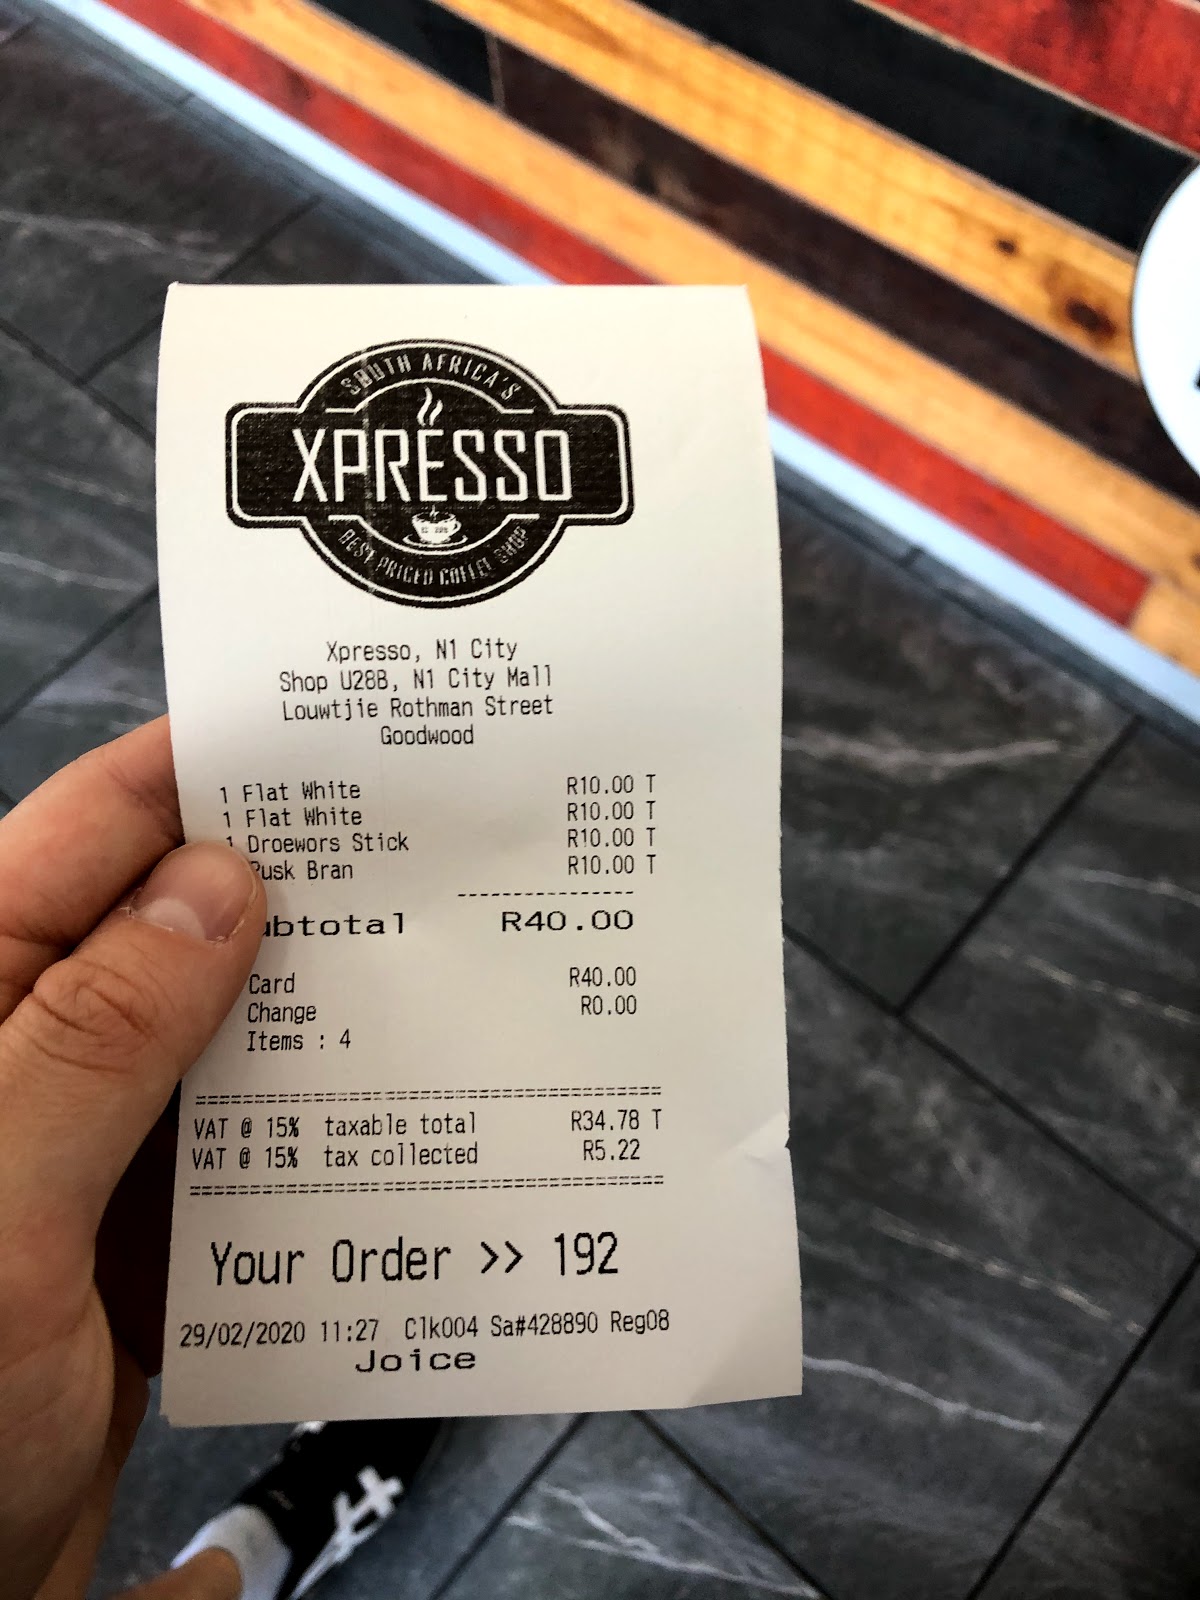 SOUTH AFRICA'S
XPRESSO
BEST PRICED COFFEE SHOP
Xpresso, N1 City
Shop U28B, N1 City Mall
Louwtjie Rothman Street
Goodwood
1 Flat White R10.00 T
1 Flat White R10.00 T
1 Droewors Stick R10.00 T
Rusk Bran R10.00 T
ubtotal R40.00
Card R40.00
Change R0.00
Items : 4
VAT @ 15% taxable total R34.78 T
VAT @ 15% tax collected R5.22
Your Order >> 192
29/02/2020 11:27 Clk004 Sa#428890 Reg08
Joice